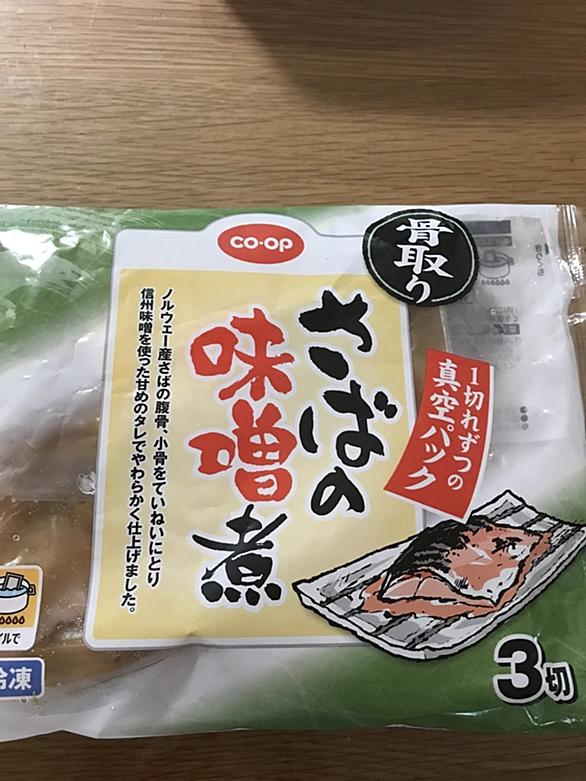 CO·OP
骨取り
さばの
味噌煮
1切れずつの
真空パック
ノルウェー産さばの腹骨、小骨をていねいにとり
信州味噌を使った甘めのタレでやわらかく仕上げました。
イルで
冷凍
3切